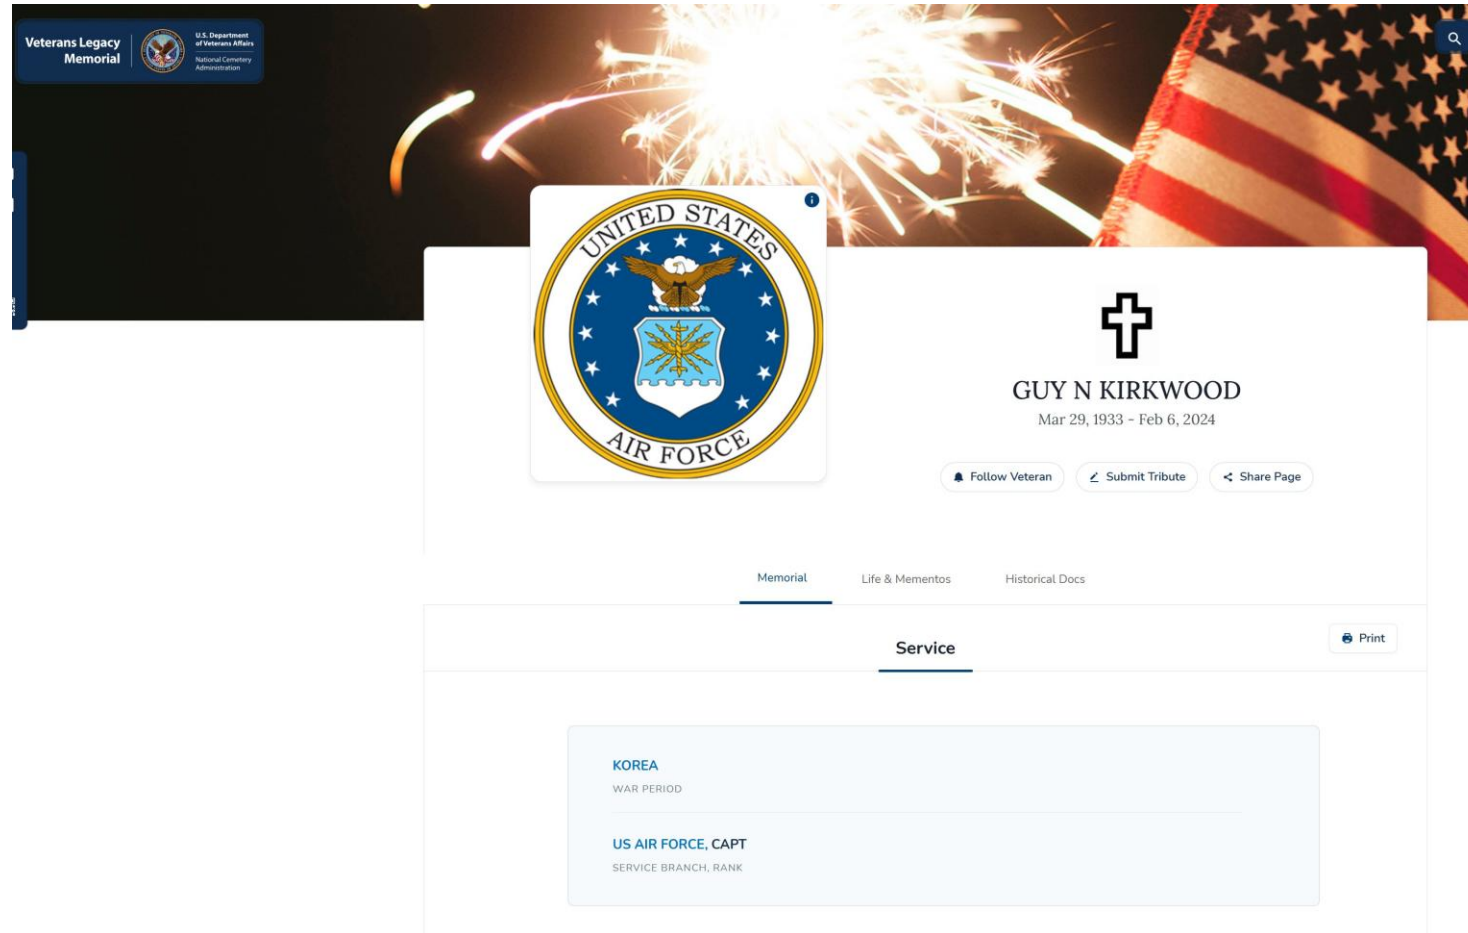 Veterans Legacy
Memorial
U.S. Department
of Veterans Affairs
National Cemetery
Administration
UNITED STATES
AIR FORCE
GUY N KIRKWOOD
Mar 29, 1933 - Feb 6, 2024
Follow Veteran
Submit Tribute
Share Page
Memorial
Life & Mementos
Historical Docs
Service
Print
KOREA
WAR PERIOD
US AIR FORCE, CAPT
SERVICE BRANCH, RANK